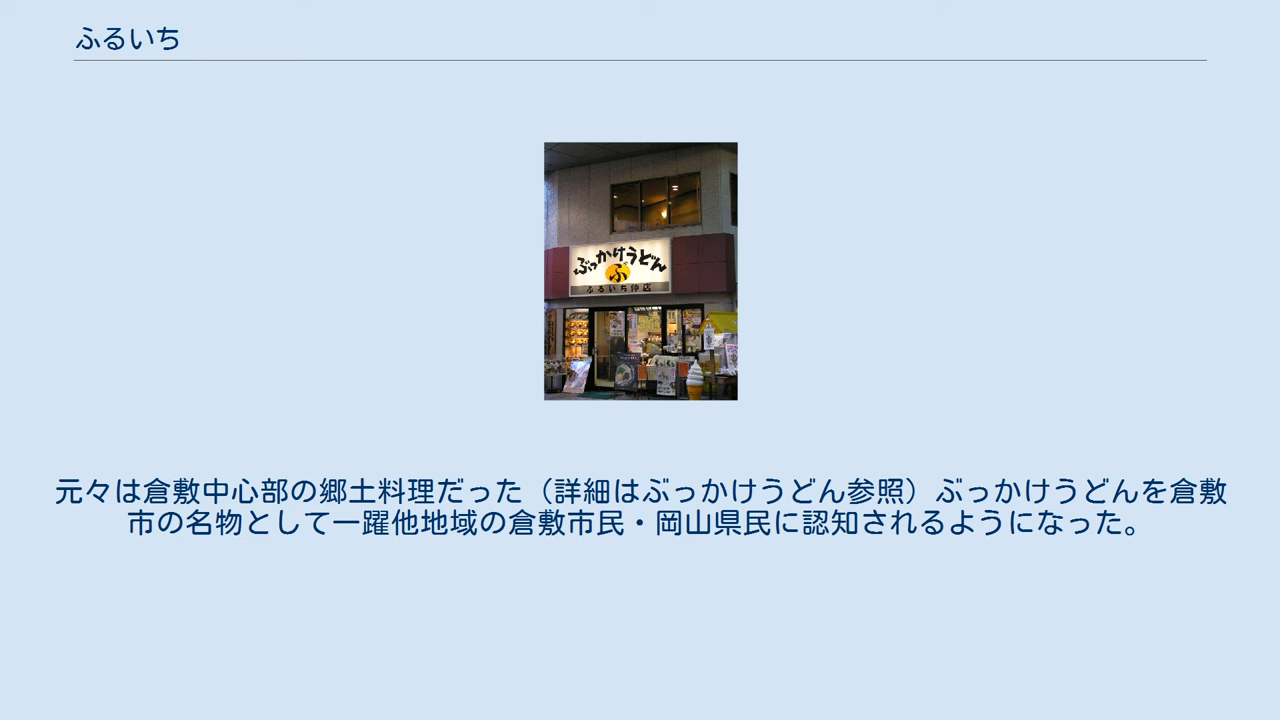 ふるいち
ぶっかけうどん
ぶ
ふるいち仲店
元々は倉敷中心部の郷土料理だった（詳細はぶっかけうどん参照）ぶっかけうどんを倉敷
市の名物として一躍他地域の倉敷市民・岡山県民に認知されるようになった。